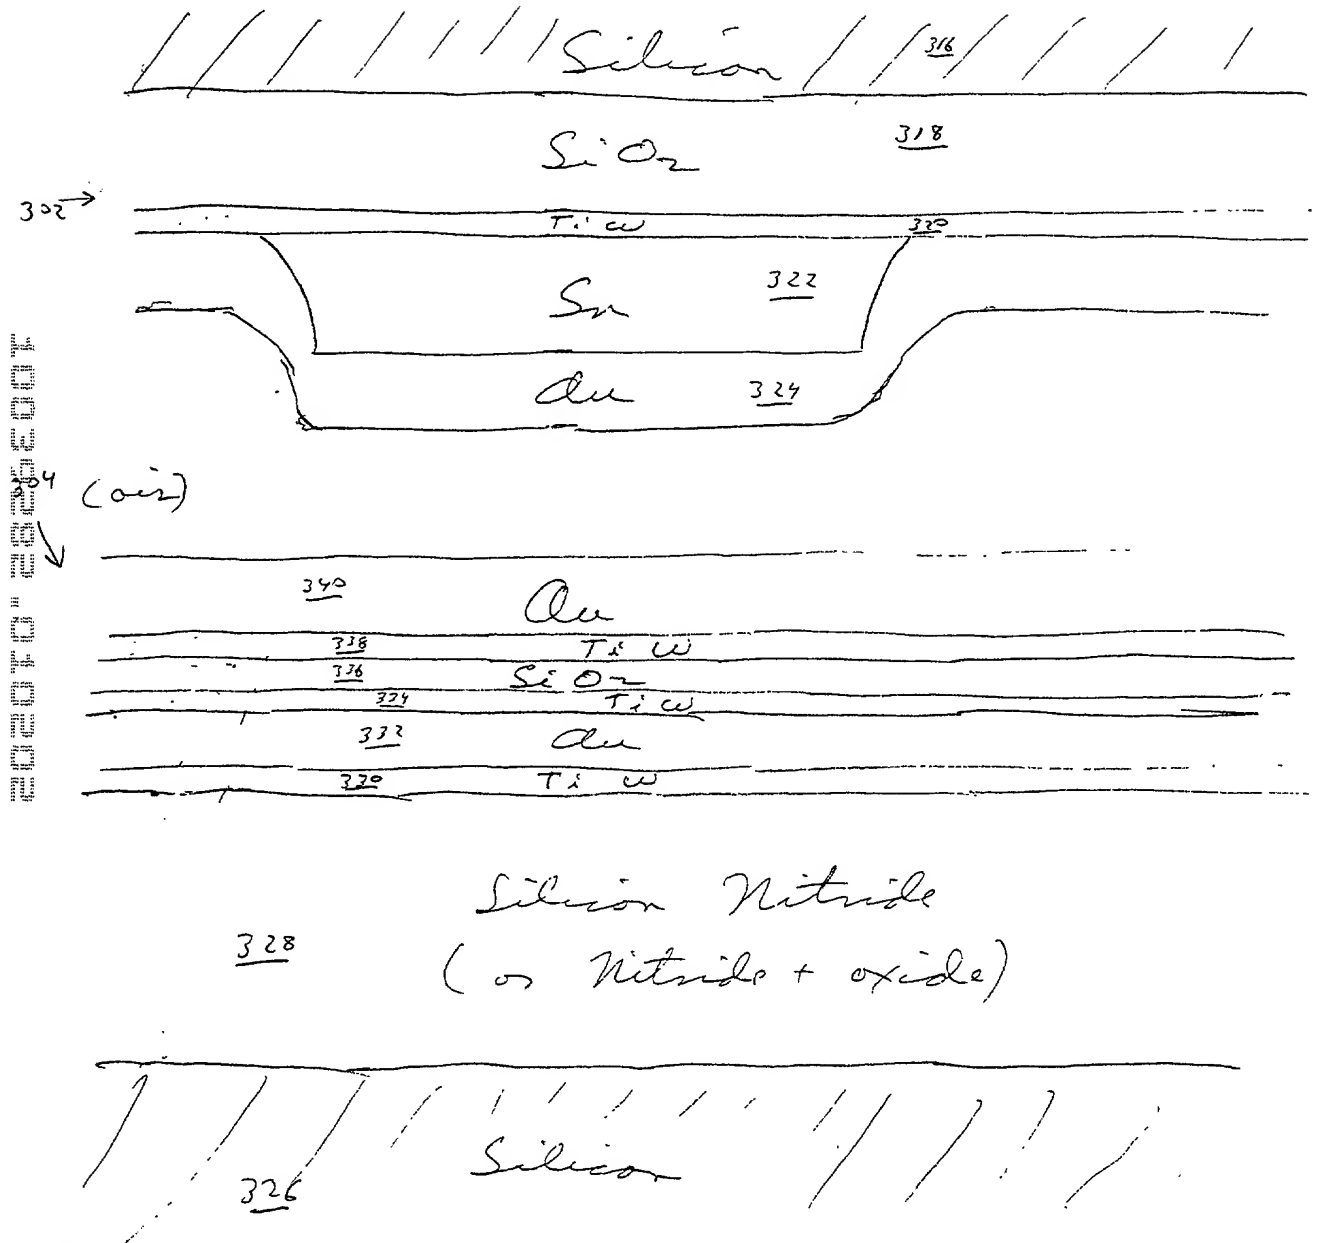 Silicon 316
SiO2 318
302
TiW 320
Sn 322
Au 324
304 (air)
340 Au
338 TiW
336 SiO2
334 TiW
332 Au
330 TiW
Silicon Nitride
328 (or Nitride + oxide)
Silicon
326